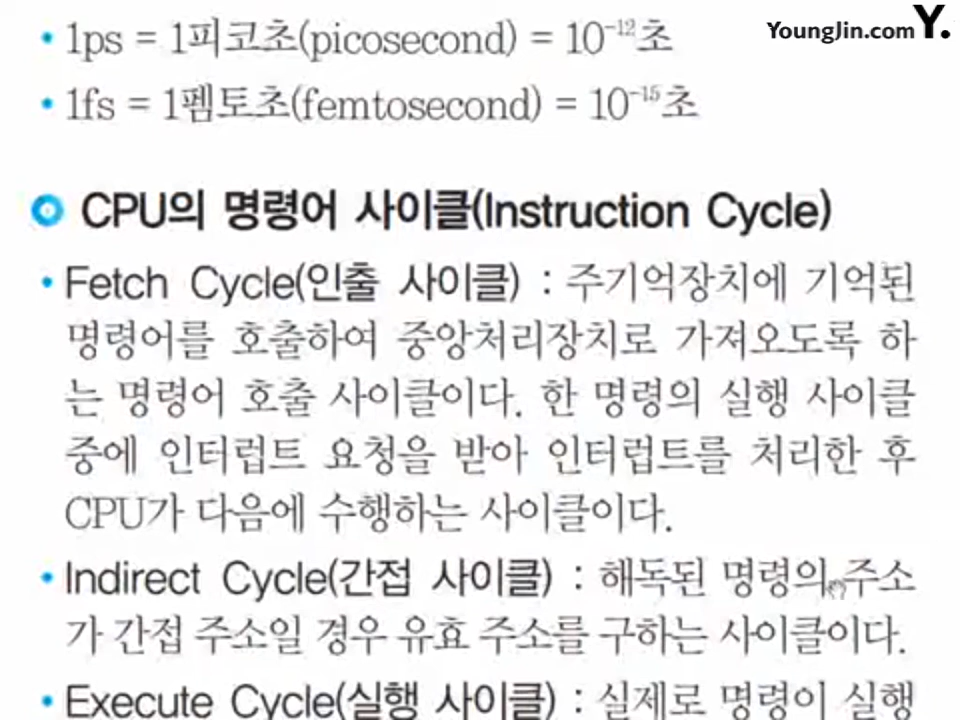 YoungJin.com Y.
• 1ps = 1피코초(picosecond) = 10⁻¹²초
• 1fs = 1펨토초(femtosecond) = 10⁻¹⁵초
CPU의 명령어 사이클(Instruction Cycle)
• Fetch Cycle(인출 사이클) : 주기억장치에 기억된
명령어를 호출하여 중앙처리장치로 가져오도록 하
는 명령어 호출 사이클이다. 한 명령의 실행 사이클
중에 인터럽트 요청을 받아 인터럽트를 처리한 후
CPU가 다음에 수행하는 사이클이다.
• Indirect Cycle(간접 사이클) : 해독된 명령의 주소
가 간접 주소일 경우 유효 주소를 구하는 사이클이다.
• Execute Cycle(실행 사이클) : 실제로 명령이 실행